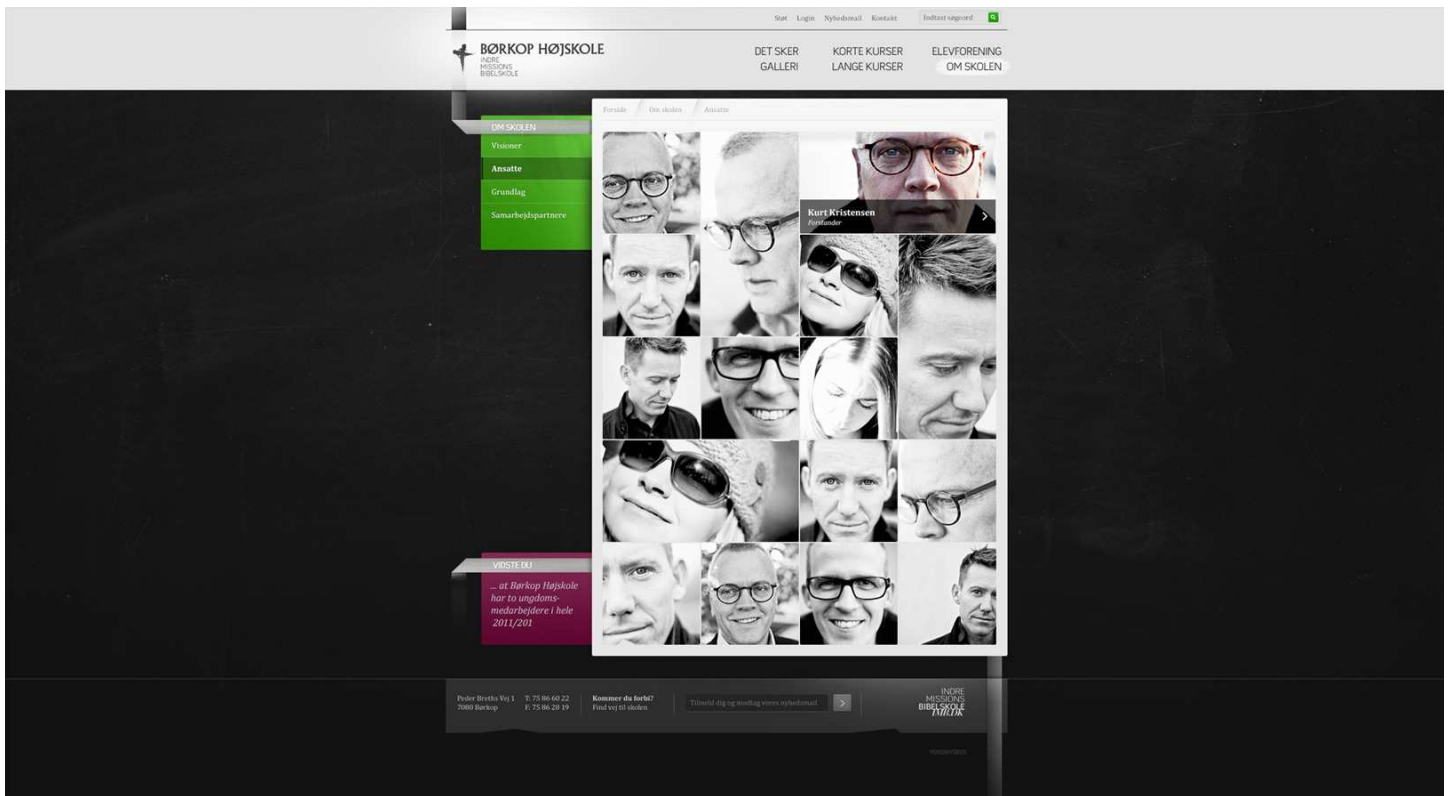 Støt Login Nyhedsmail Kontakt Indtast søgeord
BØRKOP HØJSKOLE
INDRE
MISSIONS
BIBELSKOLE
DET SKER KORTE KURSER ELEVFORENING
GALLERI LANGE KURSER OM SKOLEN
Forside Om skolen Ansatte
OM SKOLEN
Visioner
Ansatte
Grundlag
Samarbejdspartnere
Kurt Kristensen
Forstander
VIDSTE DU
... at Børkop Højskole
har to ungdoms-
medarbejdere i hele
2011/201
Peder Breths Vej 1 T: 75 86 60 22 Kommer du forbi?
7080 Børkop F: 75 86 20 19 Find vej til skolen
Tilmeld dig og modtag vores nyhedsmail
INDRE
MISSIONS
BIBELSKOLE
IMB.DK